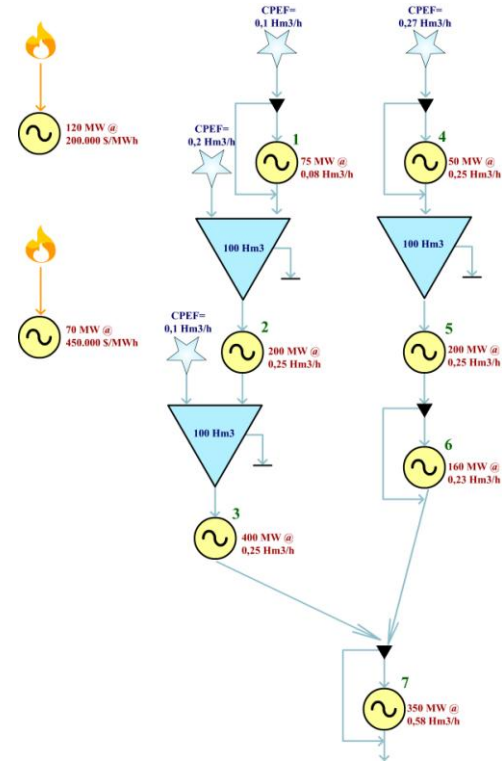 CPEF=
0,1 Hm3/h
CPEF=
0,27 Hm3/h
120 MW @
200.000 $/MWh
CPEF=
0,2 Hm3/h
1
75 MW @
0,08 Hm3/h
4
50 MW @
0,25 Hm3/h
100 Hm3
100 Hm3
70 MW @
450.000 $/MWh
CPEF=
0,1 Hm3/h
2
200 MW @
0,25 Hm3/h
5
200 MW @
0,25 Hm3/h
100 Hm3
6
160 MW @
0,23 Hm3/h
3
400 MW @
0,25 Hm3/h
7
350 MW @
0,58 Hm3/h